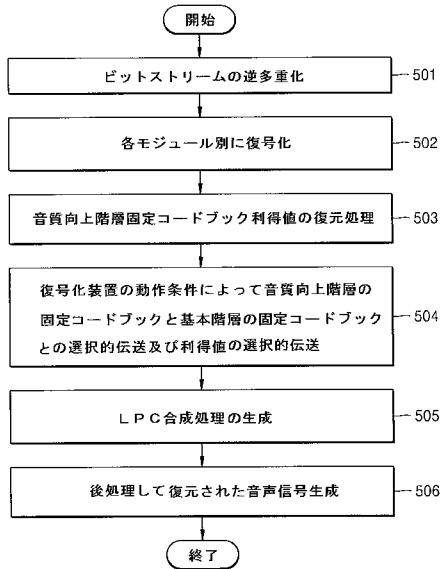 開始
ビットストリームの逆多重化
501
各モジュール別に復号化
502
音質向上階層固定コードブック利得値の復元処理
503
復号化装置の動作条件によって音質向上階層の
固定コードブックと基本階層の固定コードブック
との選択的伝送及び利得値の選択的伝送
504
LPC合成処理の生成
505
後処理して復元された音声信号生成
506
終了